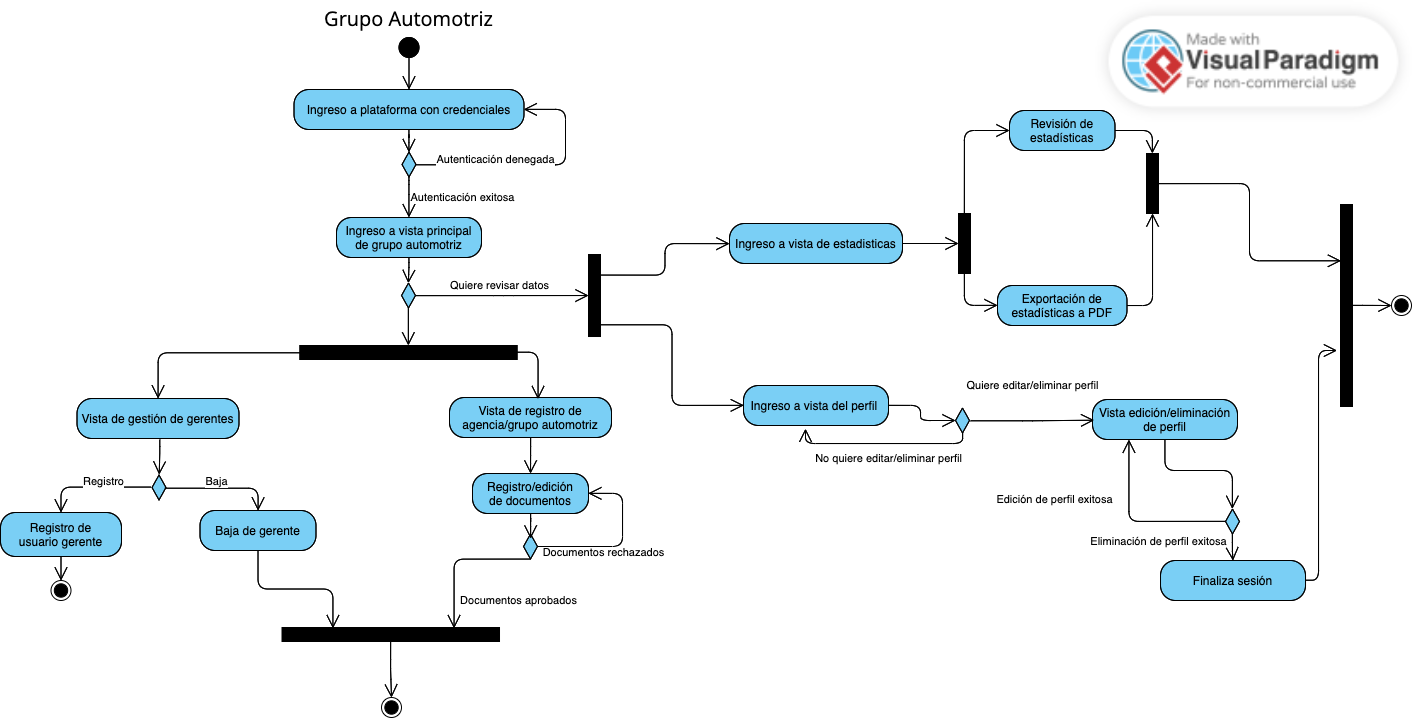 Grupo Automotriz
Made with
Visual Paradigm
For non-commercial use
Ingreso a plataforma con credenciales
Autenticación denegada
Autenticación exitosa
Ingreso a vista principal
de grupo automotriz
Quiere revisar datos
Ingreso a vista de estadisticas
Revisión de
estadísticas
Exportación de
estadísticas a PDF
Ingreso a vista del perfil
Quiere editar/eliminar perfil
No quiere editar/eliminar perfil
Vista edición/eliminación
de perfil
Edición de perfil exitosa
Eliminación de perfil exitosa
Finaliza sesión
Vista de gestión de gerentes
Registro
Baja
Registro de
usuario gerente
Baja de gerente
Vista de registro de
agencia/grupo automotriz
Registro/edición
de documentos
Documentos rechazados
Documentos aprobados